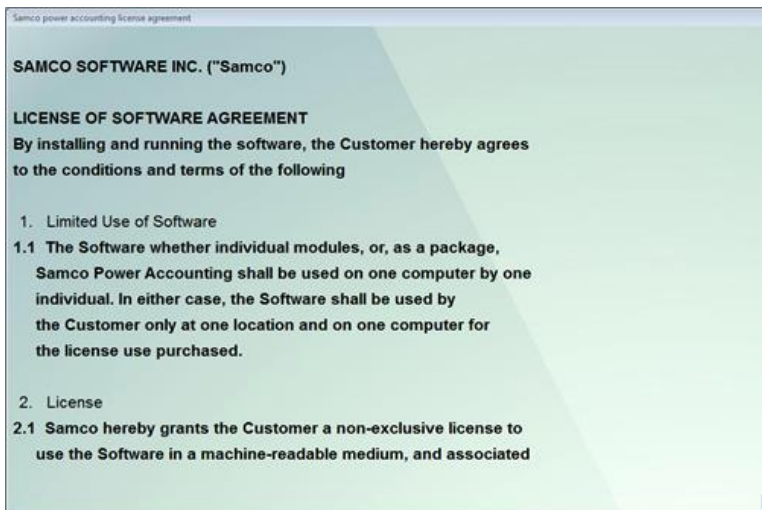 Samco power accounting license agreement
SAMCO SOFTWARE INC. ("Samco")
LICENSE OF SOFTWARE AGREEMENT
By installing and running the software, the Customer hereby agrees
to the conditions and terms of the following
1. Limited Use of Software
1.1 The Software whether individual modules, or, as a package,
Samco Power Accounting shall be used on one computer by one
individual. In either case, the Software shall be used by
the Customer only at one location and on one computer for
the license use purchased.
2. License
2.1 Samco hereby grants the Customer a non-exclusive license to
use the Software in a machine-readable medium, and associated